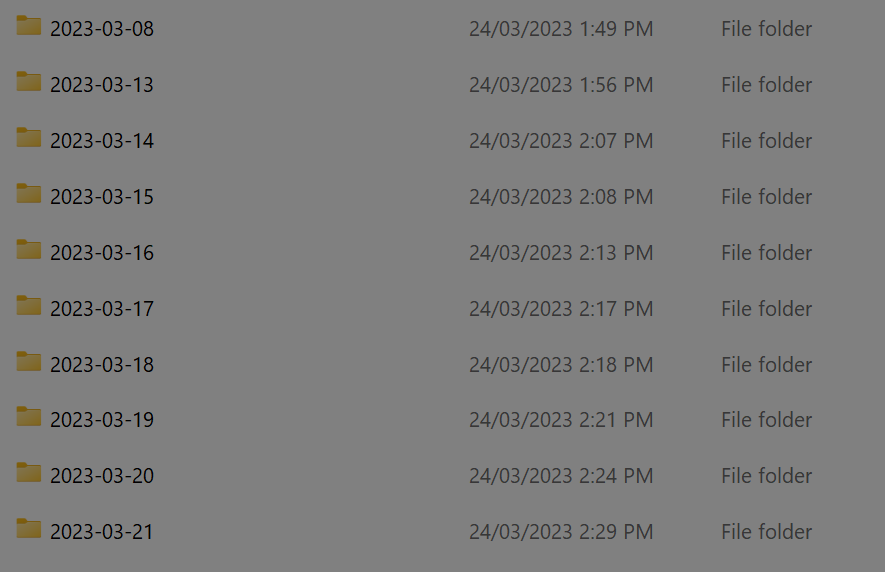 2023-03-08 24/03/2023 1:49 PM File folder
2023-03-13 24/03/2023 1:56 PM File folder
2023-03-14 24/03/2023 2:07 PM File folder
2023-03-15 24/03/2023 2:08 PM File folder
2023-03-16 24/03/2023 2:13 PM File folder
2023-03-17 24/03/2023 2:17 PM File folder
2023-03-18 24/03/2023 2:18 PM File folder
2023-03-19 24/03/2023 2:21 PM File folder
2023-03-20 24/03/2023 2:24 PM File folder
2023-03-21 24/03/2023 2:29 PM File folder